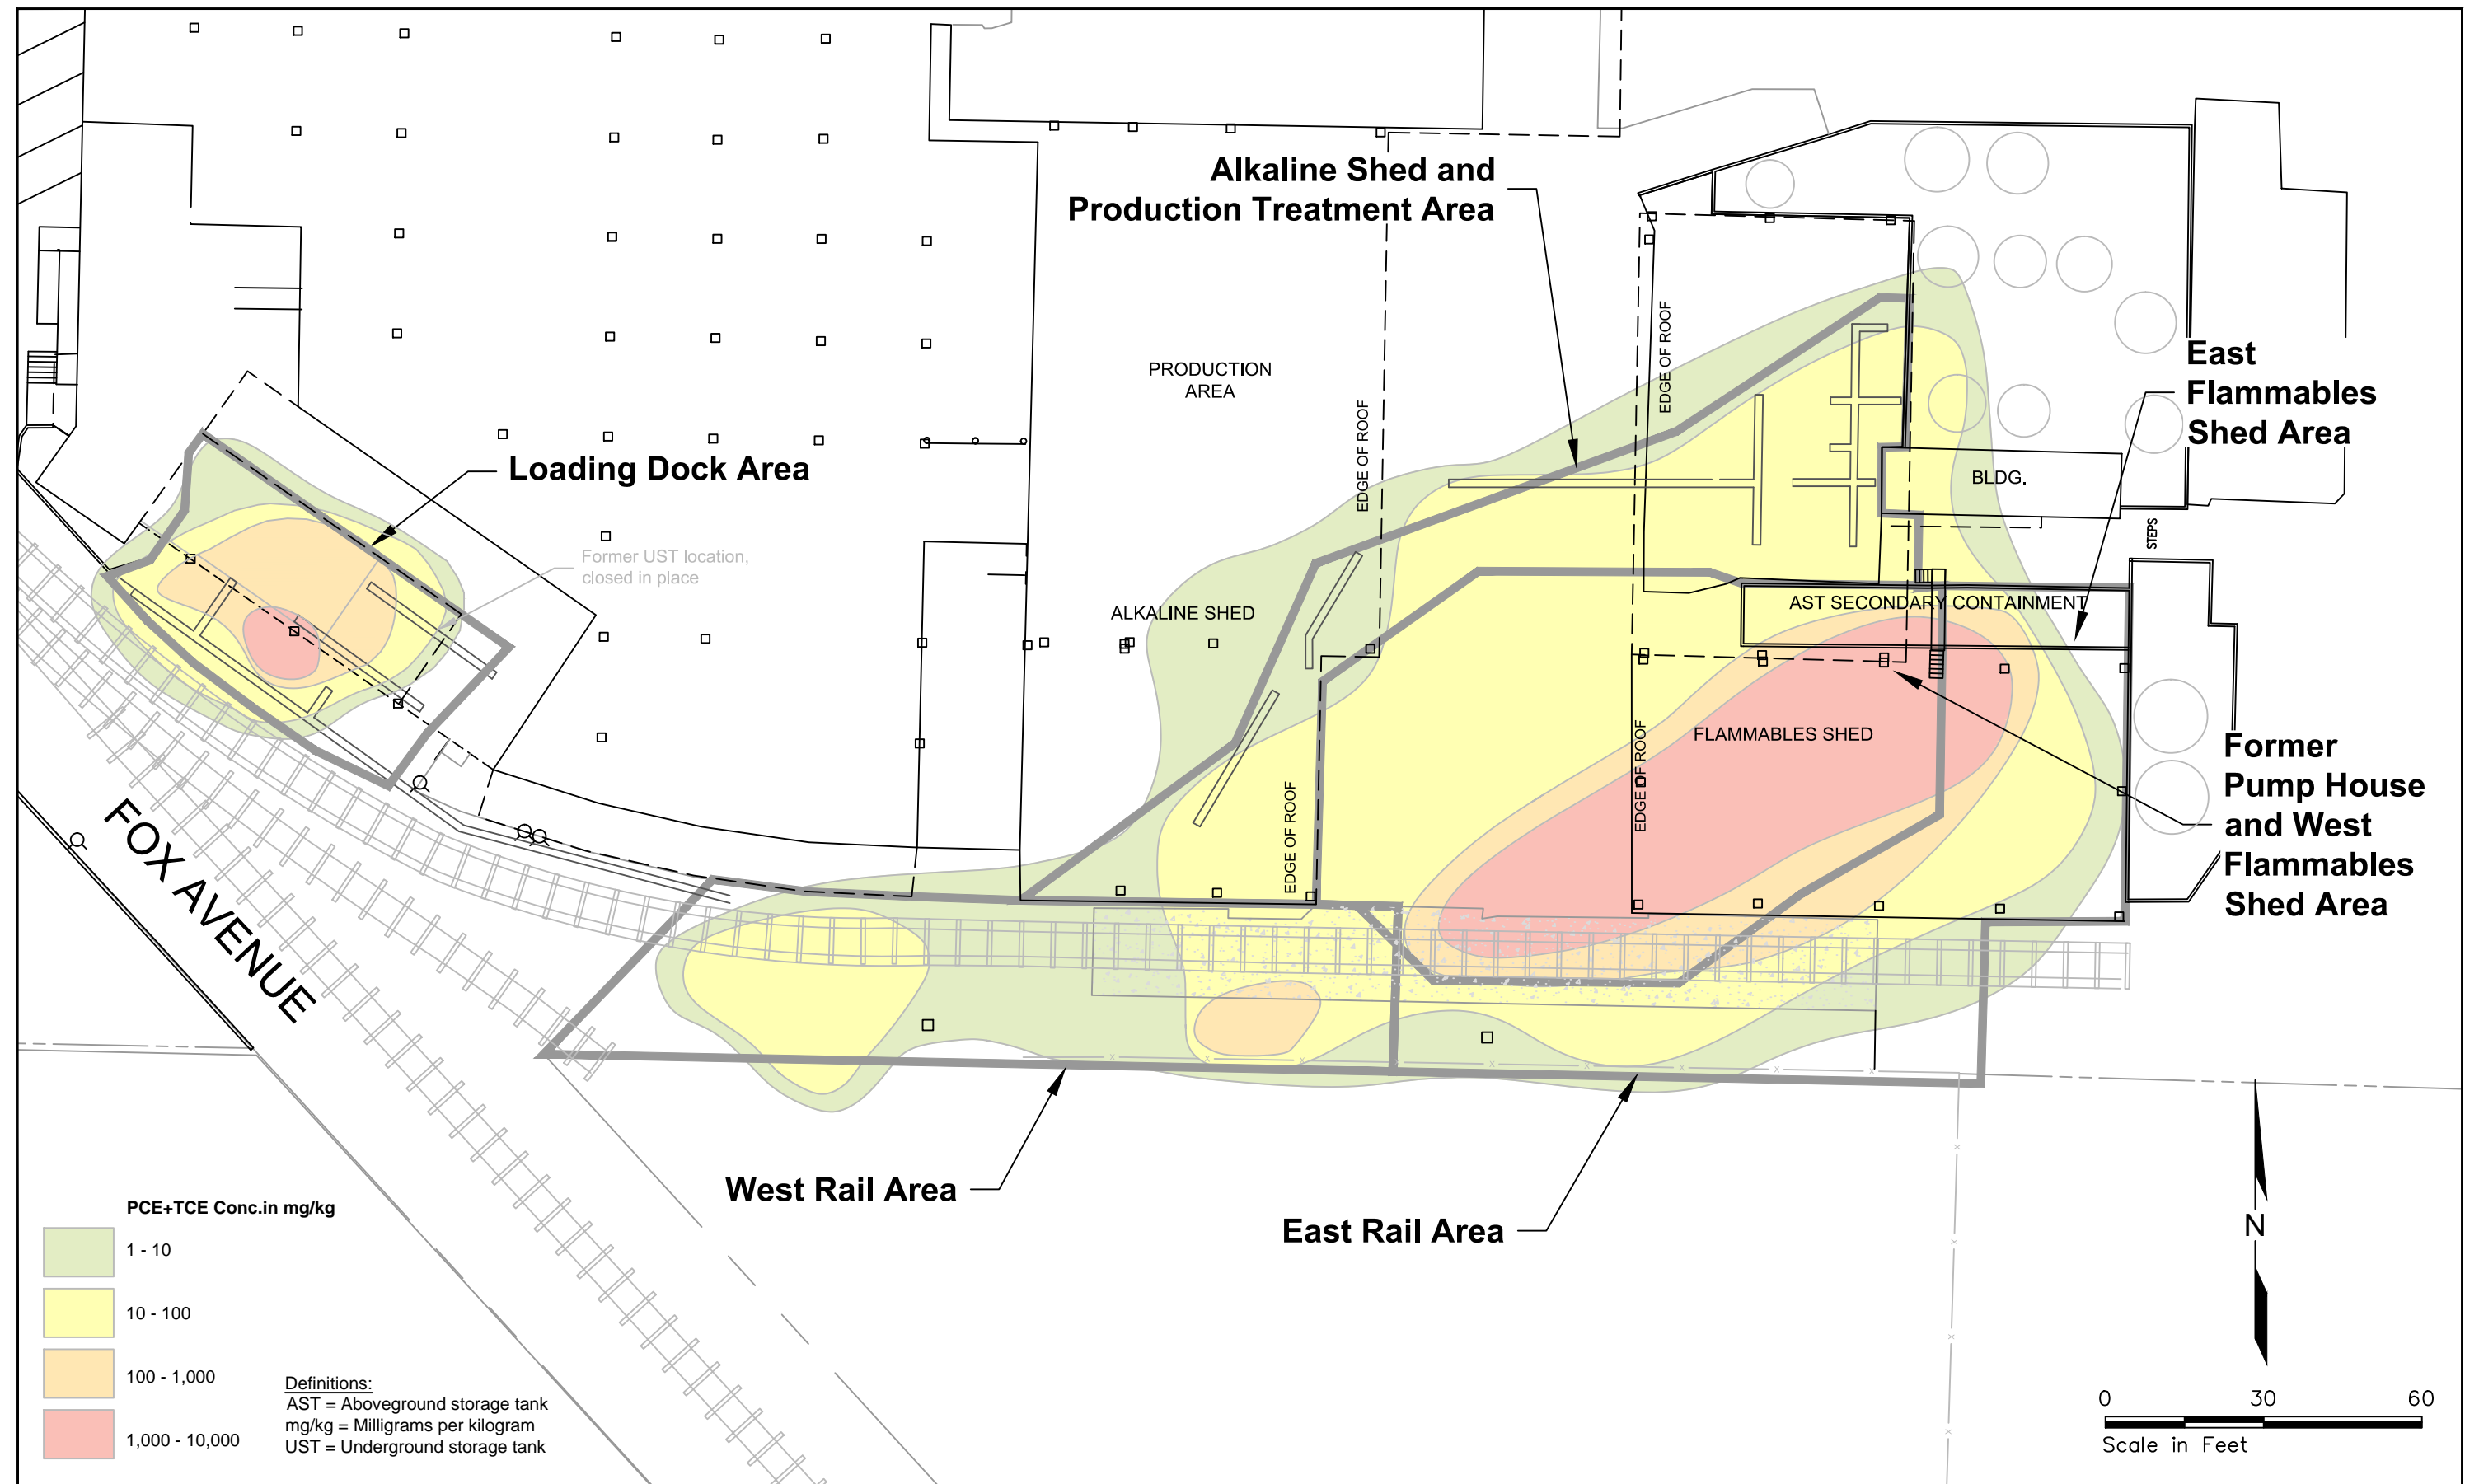 Alkaline Shed and
Production Treatment Area
EDGE OF ROOF
East
Flammables
Shed Area
PRODUCTION
AREA
EDGE OF ROOF
Loading Dock Area
BLDG.
STEPS
Former UST location,
closed in place
ALKALINE SHED
AST SECONDARY CONTAINMENT
FLAMMABLES SHED
EDGE OF ROOF
EDGE OF ROOF
Former
Pump House
and West
Flammables
Shed Area
FOX AVENUE
West Rail Area
East Rail Area
N
PCE+TCE Conc.in mg/kg
1 - 10
10 - 100
100 - 1,000
1,000 - 10,000
Definitions:
AST = Aboveground storage tank
mg/kg = Milligrams per kilogram
UST = Underground storage tank
0 30 60
Scale in Feet